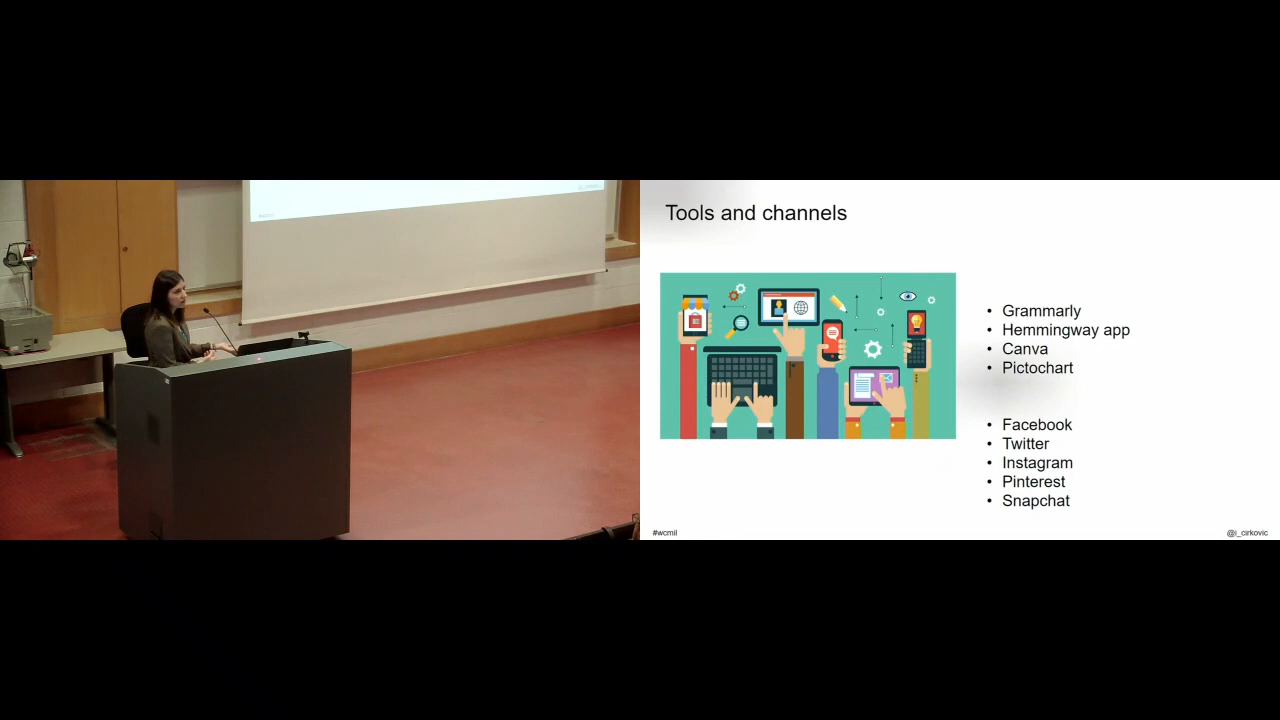 Tools and channels
• Grammarly
• Hemmingway app
• Canva
• Pictochart
• Facebook
• Twitter
• Instagram
• Pinterest
• Snapchat
#wcmil
@i_cirkovic